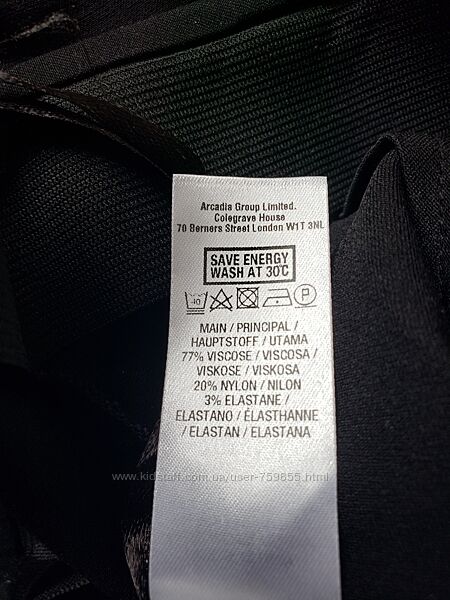 Arcadia Group Limited.
Colegrave House
70 Berners Street London W1T 3NL
SAVE ENERGY
WASH AT 30°C
40
P
MAIN / PRINCIPAL /
HAUPTSTOFF / UTAMA
77% VISCOSE / VISCOSA /
VISKOSE / VISKOSA
20% NYLON / NILON
3% ELASTANE /
ELASTANO / ÉLASTHANNE
/ ELASTAN / ELASTANA
www.kidstaff.com.ua/user-759855.html